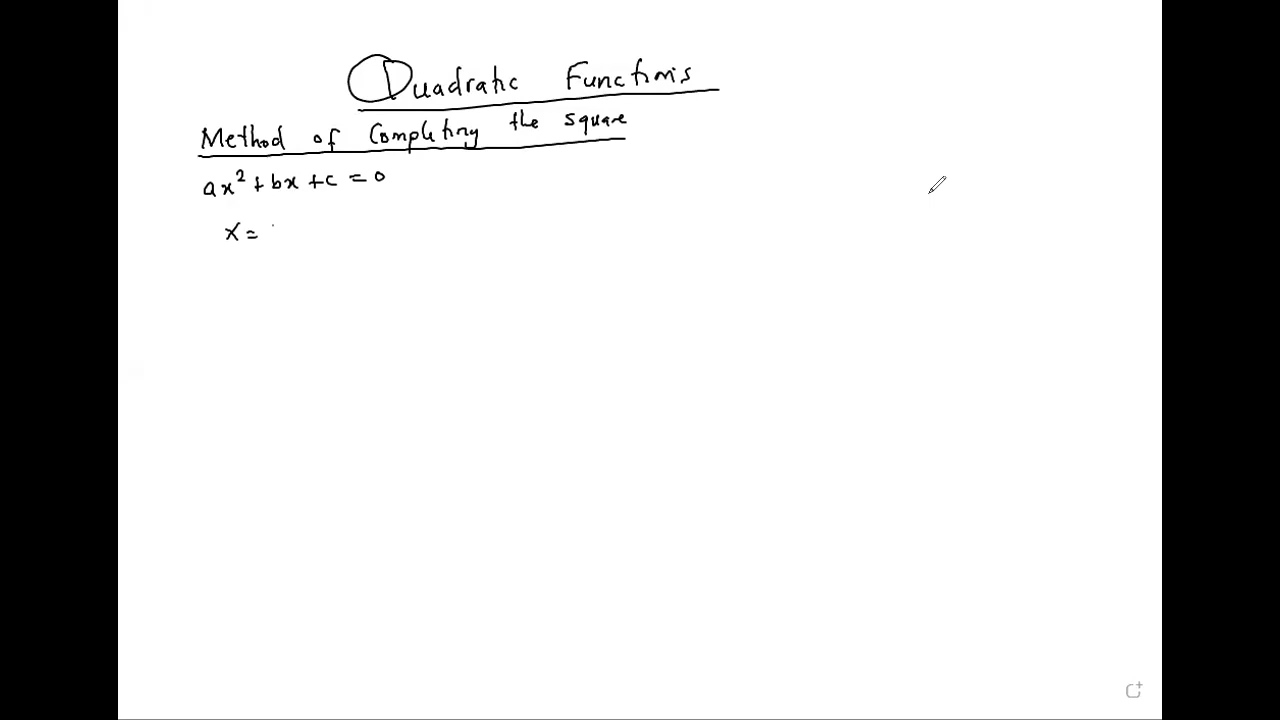 Quadratic Functions
Method of Completing the square
ax² + bx + c = 0
x =